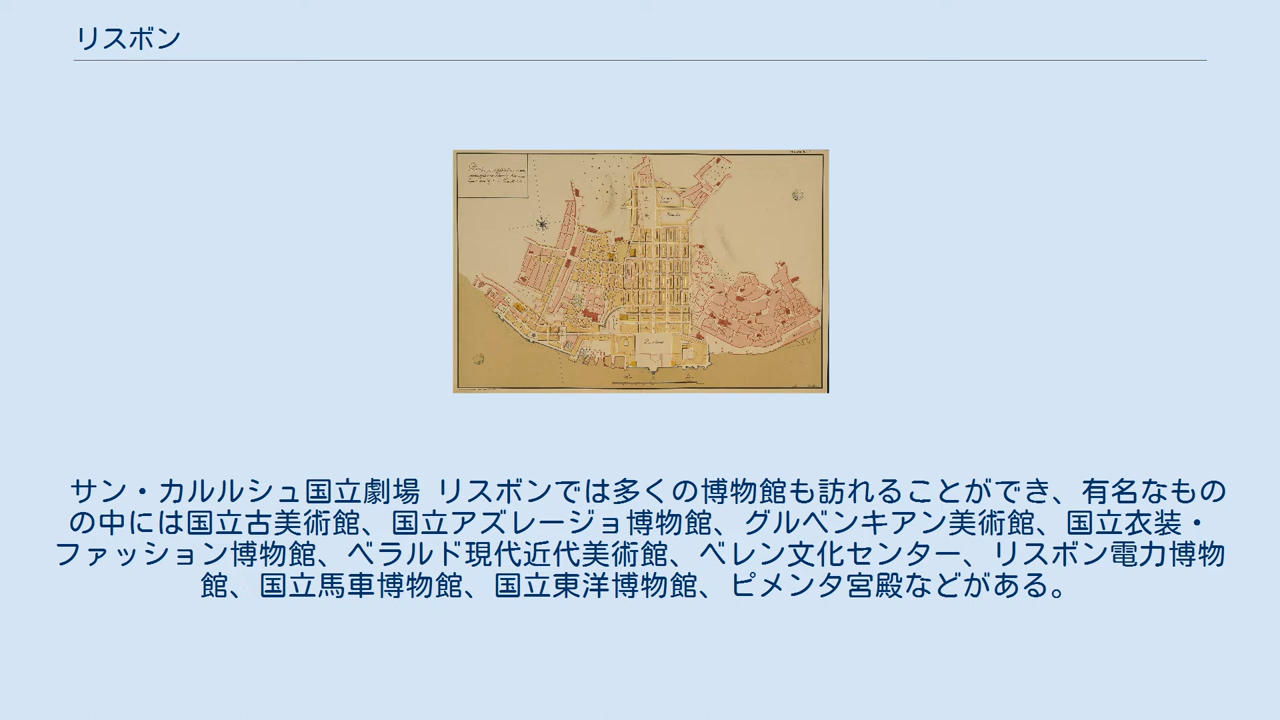 リスボン
サン・カルルシュ国立劇場 リスボンでは多くの博物館も訪れることができ、有名なもの
の中には国立古美術館、国立アズレージョ博物館、グルベンキアン美術館、国立衣装・
ファッション博物館、ベラルド現代近代美術館、ベレン文化センター、リスボン電力博物
館、国立馬車博物館、国立東洋博物館、ピメンタ宮殿などがある。